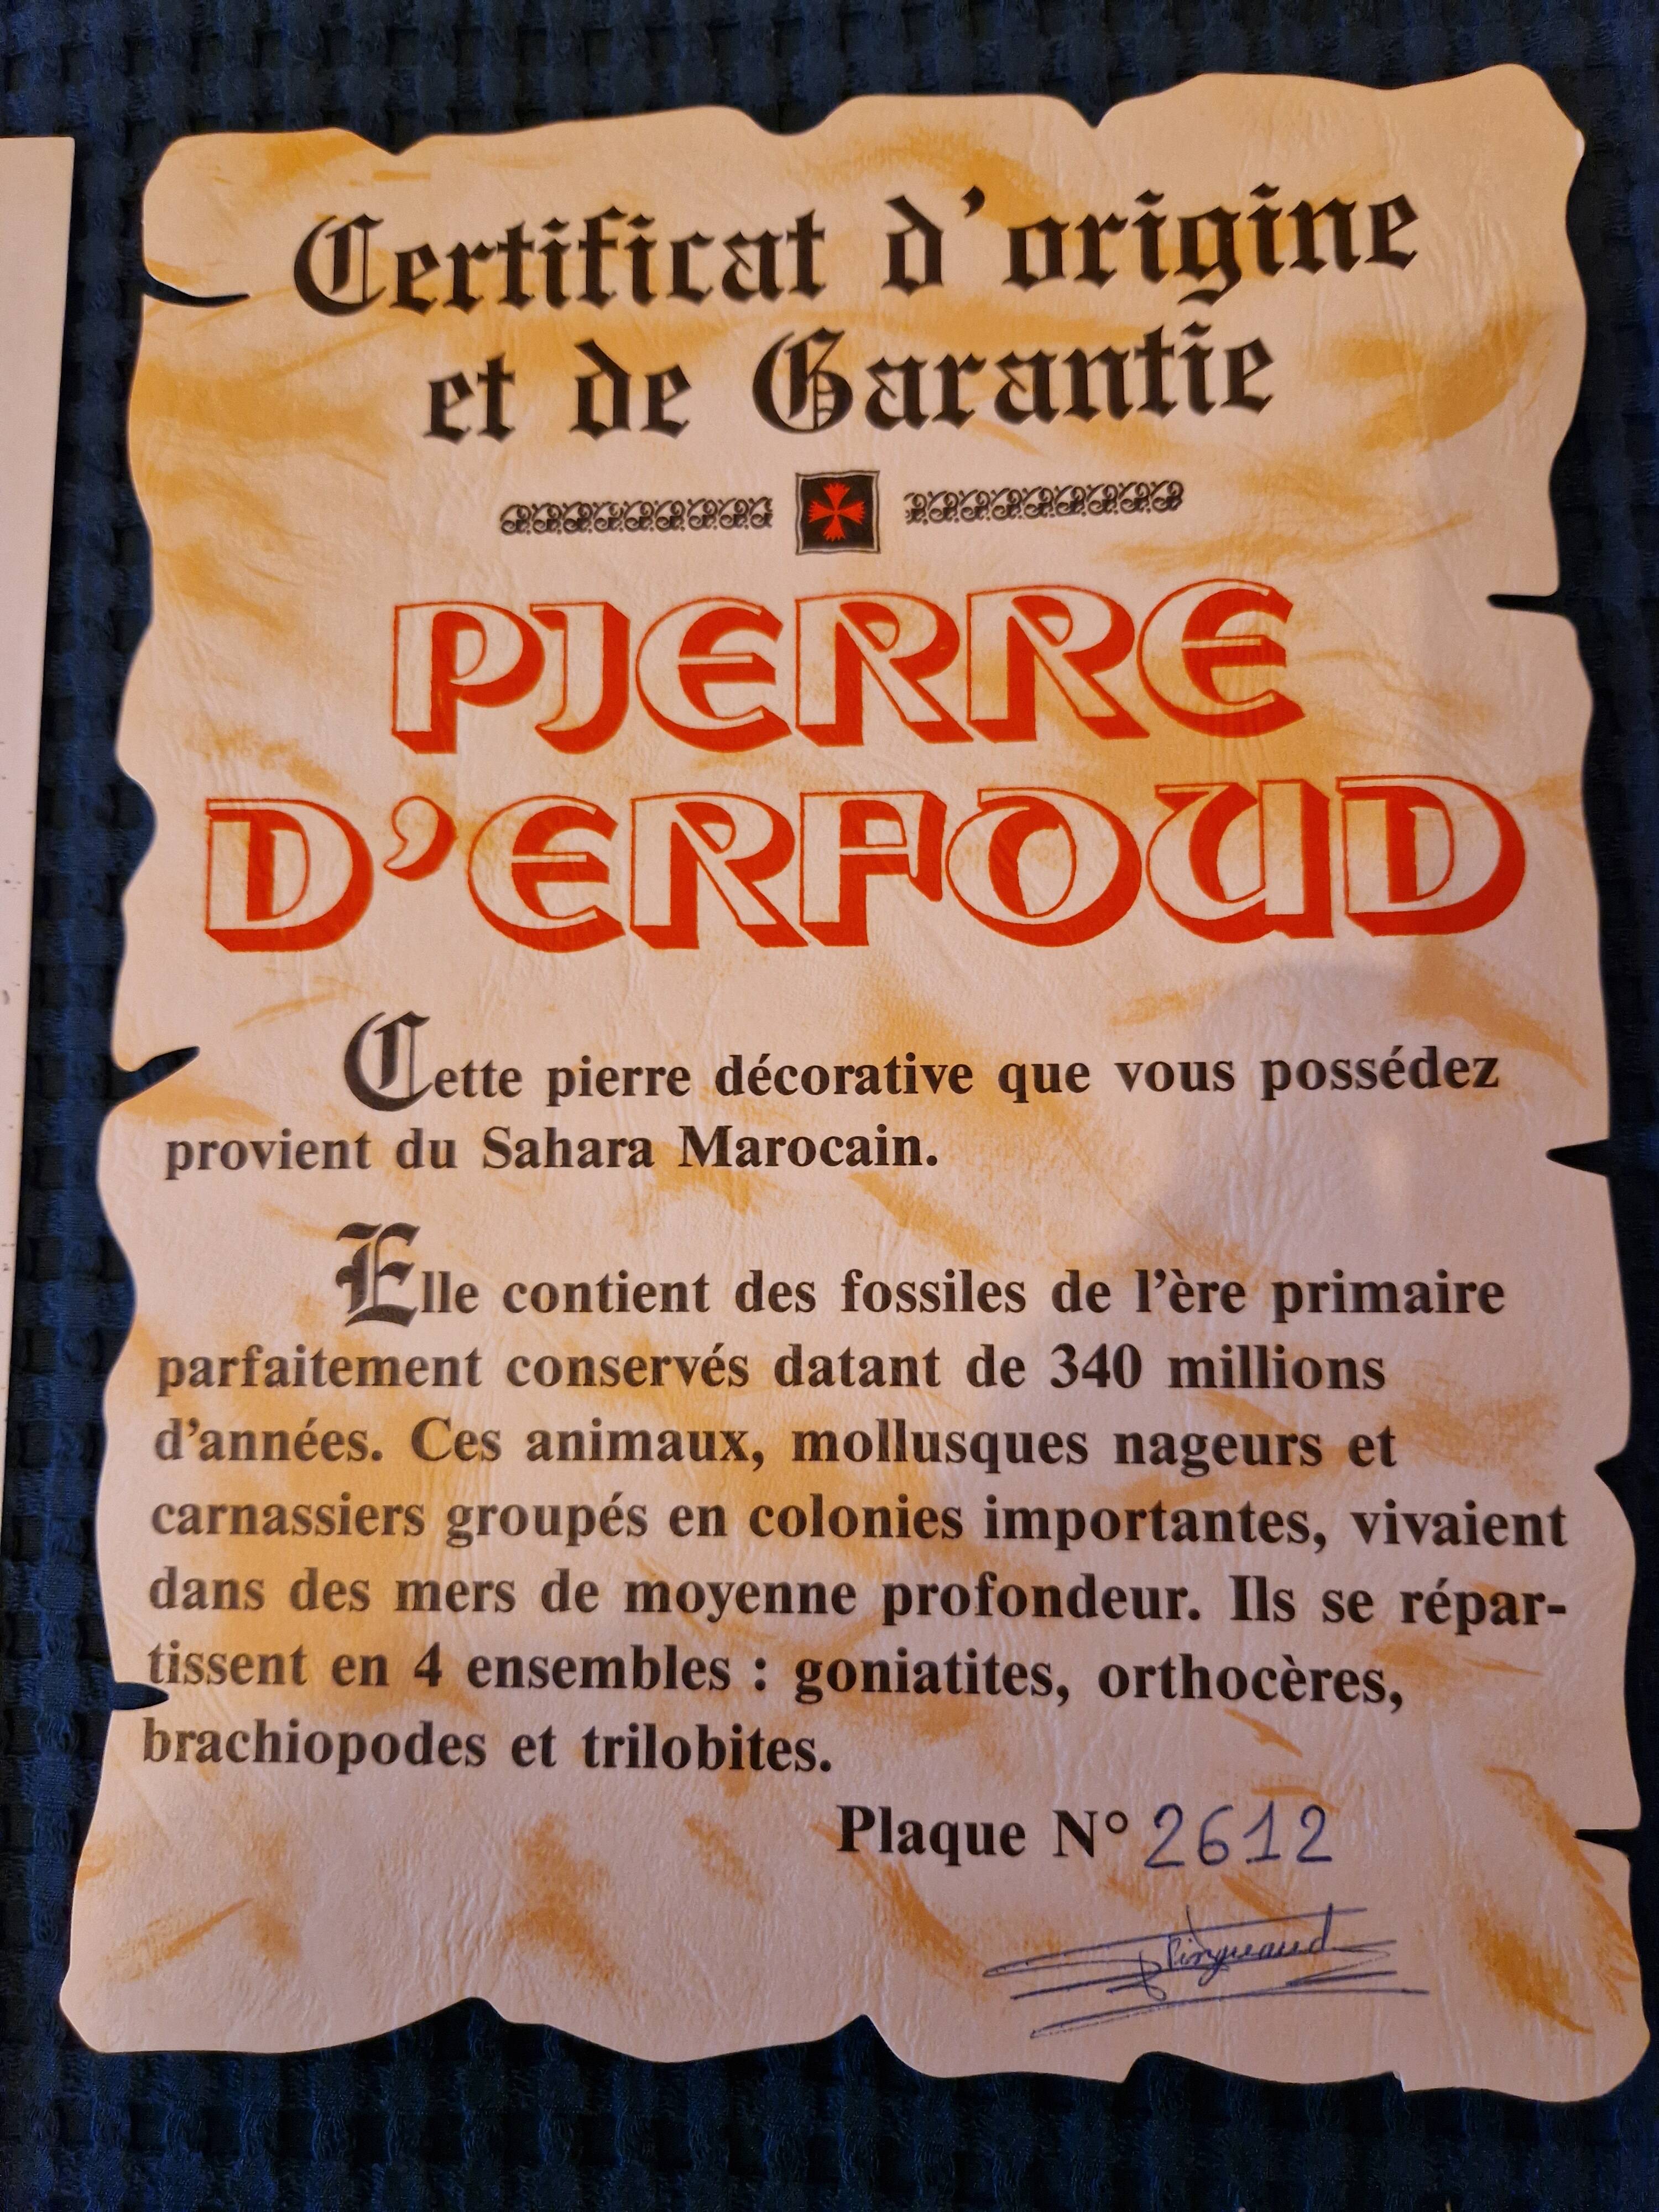 Certificat d'origine
et de Garantie
PIERRE
D'ERFOUD
Cette pierre décorative que vous possédez
provient du Sahara Marocain.
Elle contient des fossiles de l'ère primaire
parfaitement conservés datant de 340 millions
d'années. Ces animaux, mollusques nageurs et
carnassiers groupés en colonies importantes, vivaient
dans des mers de moyenne profondeur. Ils se répar-
tissent en 4 ensembles : goniatites, orthocères,
brachiopodes et trilobites.
Plaque N° 2612